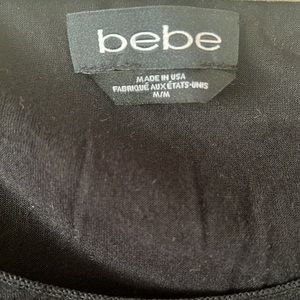 bebe
MADE IN USA
FABRIQUÉ AUX ÉTATS-UNIS
M/M